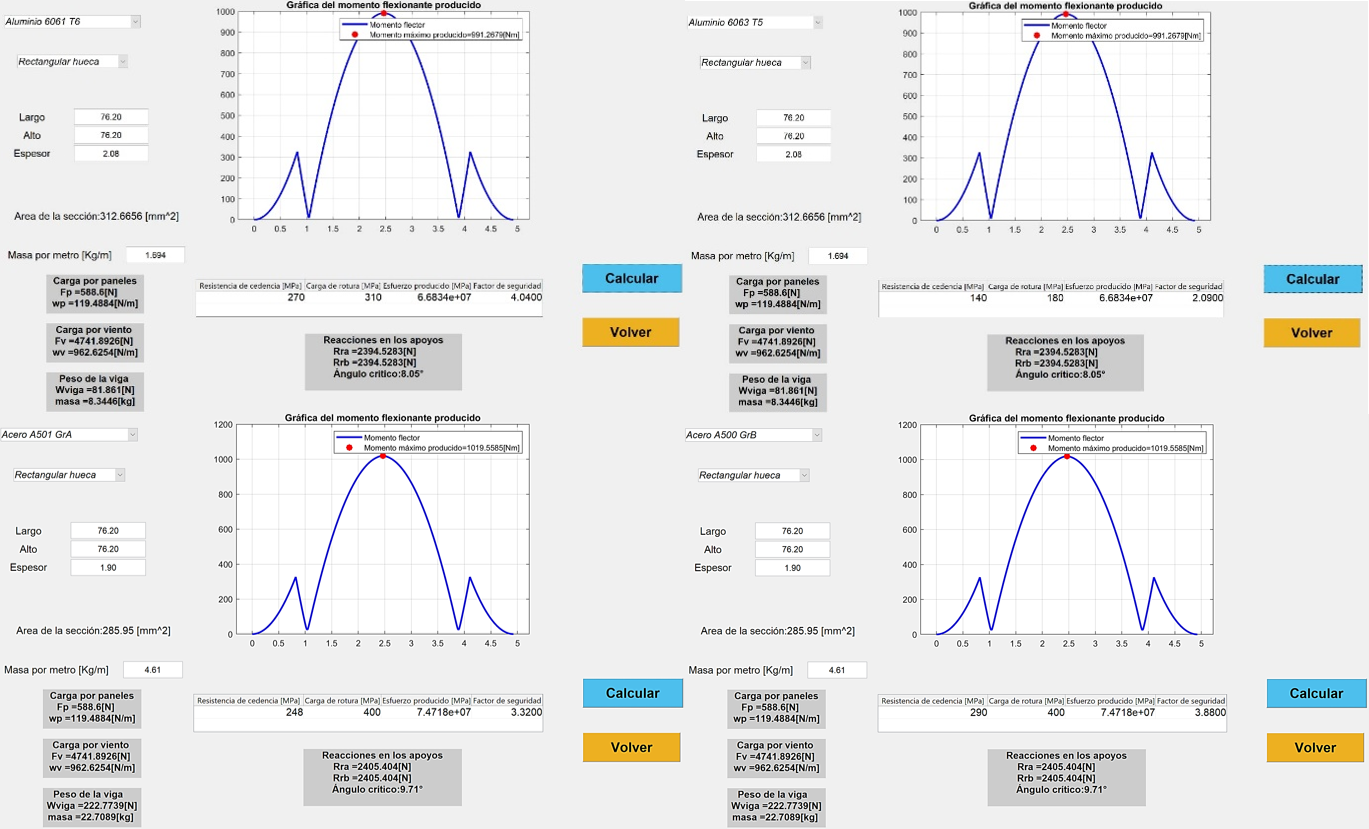 Aluminio 6061 T6
Rectangular hueca
Largo 76.20
Alto 76.20
Espesor 2.08
Area de la sección:312.6656 [mm^2]
Masa por metro [Kg/m] 1.694
Carga por paneles
Fp =588.6[N]
wp =119.4884[N/m]
Carga por viento
Fv =4741.8926[N]
wv =962.6254[N/m]
Peso de la viga
Wviga =81.861[N]
masa =8.3446[kg]
Gráfica del momento flexionante producido
Momento flector
Momento máximo producido=991.2679[Nm]
1000
900
800
700
600
500
400
300
200
100
0
0 0.5 1 1.5 2 2.5 3 3.5 4 4.5 5
Resistencia de cedencia [MPa] Carga de rotura [MPa] Esfuerzo producido [MPa] Factor de seguridad
270 310 6.6834e+07 4.0400
Reacciones en los apoyos
Rra =2394.5283[N]
Rrb =2394.5283[N]
Ángulo crítico:8.05°
Calcular
Volver
Aluminio 6063 T5
Rectangular hueca
Largo 76.20
Alto 76.20
Espesor 2.08
Area de la sección:312.6656 [mm^2]
Masa por metro [Kg/m] 1.694
Carga por paneles
Fp =588.6[N]
wp =119.4884[N/m]
Carga por viento
Fv =4741.8926[N]
wv =962.6254[N/m]
Peso de la viga
Wviga =81.861[N]
masa =8.3446[kg]
Gráfica del momento flexionante producido
Momento flector
Momento máximo producido=991.2679[Nm]
1000
900
800
700
600
500
400
300
200
100
0
0 0.5 1 1.5 2 2.5 3 3.5 4 4.5 5
Resistencia de cedencia [MPa] Carga de rotura [MPa] Esfuerzo producido [MPa] Factor de seguridad
140 180 6.6834e+07 2.0900
Reacciones en los apoyos
Rra =2394.5283[N]
Rrb =2394.5283[N]
Ángulo crítico:8.05°
Calcular
Volver
Acero A501 GrA
Rectangular hueca
Largo 76.20
Alto 76.20
Espesor 1.90
Area de la sección:285.95 [mm^2]
Masa por metro [Kg/m] 4.61
Carga por paneles
Fp =588.6[N]
wp =119.4884[N/m]
Carga por viento
Fv =4741.8926[N]
wv =962.6254[N/m]
Peso de la viga
Wviga =222.7739[N]
masa =22.7089[kg]
Gráfica del momento flexionante producido
Momento flector
Momento máximo producido=1019.5585[Nm]
1200
1000
800
600
400
200
0
0 0.5 1 1.5 2 2.5 3 3.5 4 4.5 5
Resistencia de cedencia [MPa] Carga de rotura [MPa] Esfuerzo producido [MPa] Factor de seguridad
248 400 7.4718e+07 3.3200
Reacciones en los apoyos
Rra =2405.404[N]
Rrb =2405.404[N]
Ángulo crítico:9.71°
Calcular
Volver
Acero A500 GrB
Rectangular hueca
Largo 76.20
Alto 76.20
Espesor 1.90
Area de la sección:285.95 [mm^2]
Masa por metro [Kg/m] 4.61
Carga por paneles
Fp =588.6[N]
wp =119.4884[N/m]
Carga por viento
Fv =4741.8926[N]
wv =962.6254[N/m]
Peso de la viga
Wviga =222.7739[N]
masa =22.7089[kg]
Gráfica del momento flexionante producido
Momento flector
Momento máximo producido=1019.5585[Nm]
1200
1000
800
600
400
200
0
0 0.5 1 1.5 2 2.5 3 3.5 4 4.5 5
Resistencia de cedencia [MPa] Carga de rotura [MPa] Esfuerzo producido [MPa] Factor de seguridad
290 400 7.4718e+07 3.8800
Reacciones en los apoyos
Rra =2405.404[N]
Rrb =2405.404[N]
Ángulo crítico:9.71°
Calcular
Volver